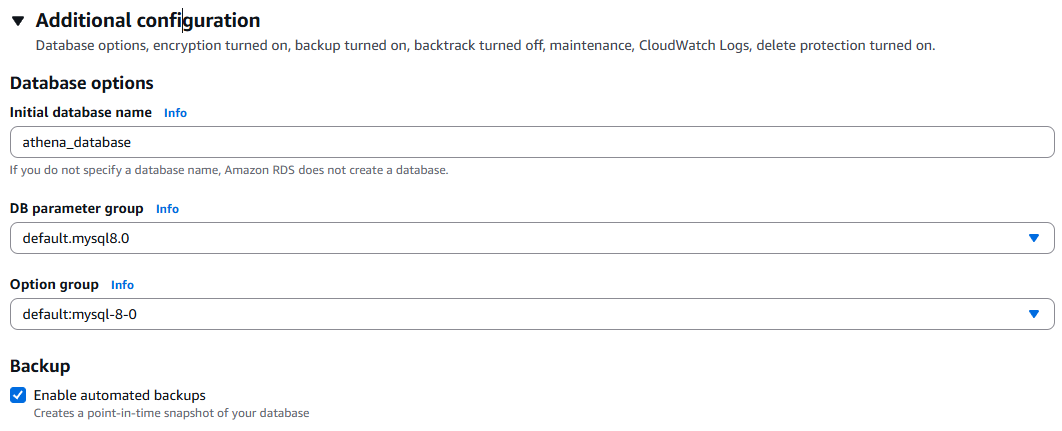 Additional configuration
Database options, encryption turned on, backup turned on, backtrack turned off, maintenance, CloudWatch Logs, delete protection turned on.
Database options
Initial database name Info
athena_database
If you do not specify a database name, Amazon RDS does not create a database.
DB parameter group Info
default.mysql8.0
Option group Info
default:mysql-8-0
Backup
Enable automated backups
Creates a point-in-time snapshot of your database